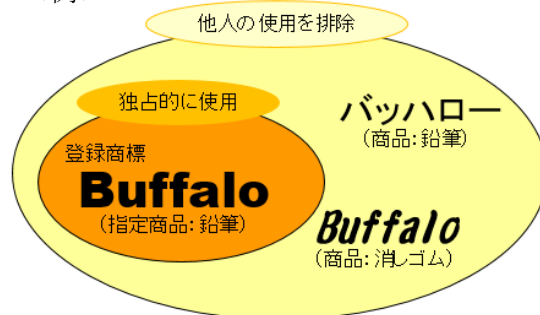 他人の使用を排除
独占的に使用
バッハロー
(商品:鉛筆)
登録商標
Buffalo
(指定商品:鉛筆)
Buffalo
(商品:消しゴム)